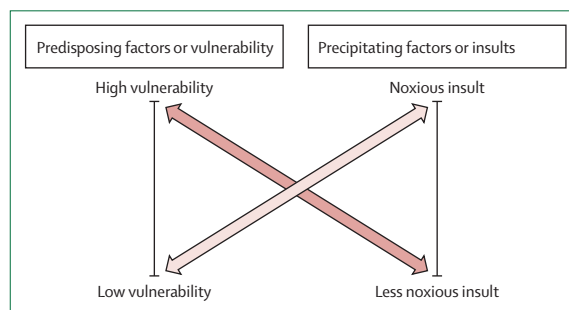 Predisposing factors or vulnerability
Precipitating factors or insults
High vulnerability
Noxious insult
Low vulnerability
Less noxious insult